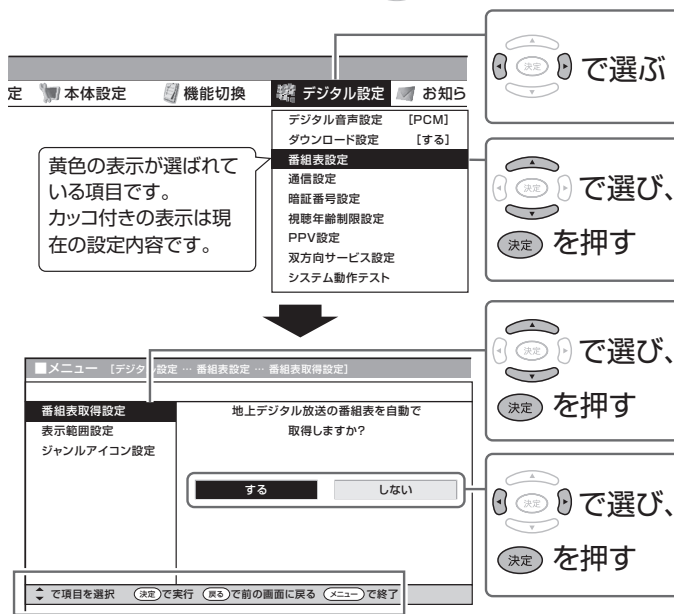 定 本体設定 機能切換 デジタル設定 お知ら
デジタル音声設定 [PCM]
ダウンロード設定 [する]
番組表設定
通信設定
暗証番号設定
視聴年齢制限設定
PPV設定
双方向サービス設定
システム動作テスト
黄色の表示が選ばれて
いる項目です。
カッコ付きの表示は現
在の設定内容です。
決定 で選ぶ
決定 で選び、
決定 を押す
■メニュー [デジタル設定 … 番組表設定 … 番組表取得設定]
番組表取得設定
表示範囲設定
ジャンルアイコン設定
地上デジタル放送の番組表を自動で
取得しますか?
する しない
で項目を選択 決定で実行 戻るで前の画面に戻る メニューで終了
決定 で選び、
決定 を押す
決定 で選び、
決定 を押す